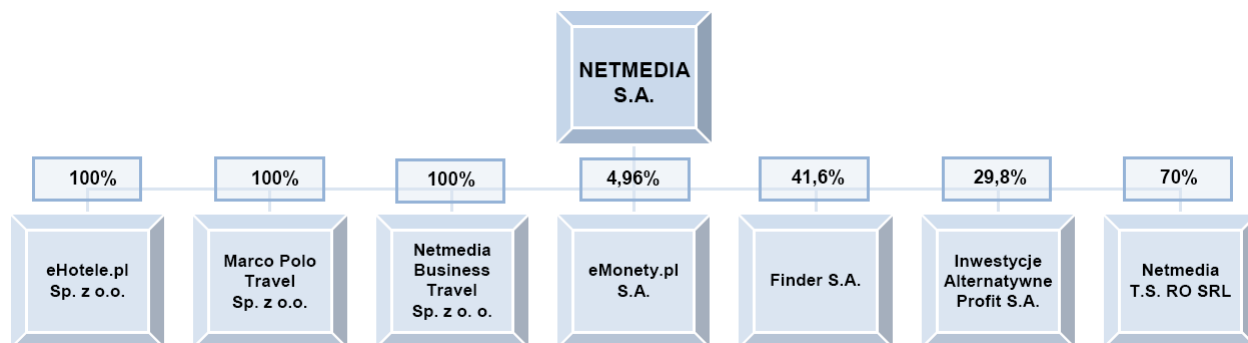 NETMEDIA
S.A.
100%
100%
100%
4,96%
41,6%
29,8%
70%
eHotele.pl
Sp. z o.o.
Marco Polo
Travel
Sp. z o.o.
Netmedia
Business
Travel
Sp. z o. o.
eMonety.pl
S.A.
Finder S.A.
Inwestycje
Alternatywne
Profit S.A.
Netmedia
T.S. RO SRL